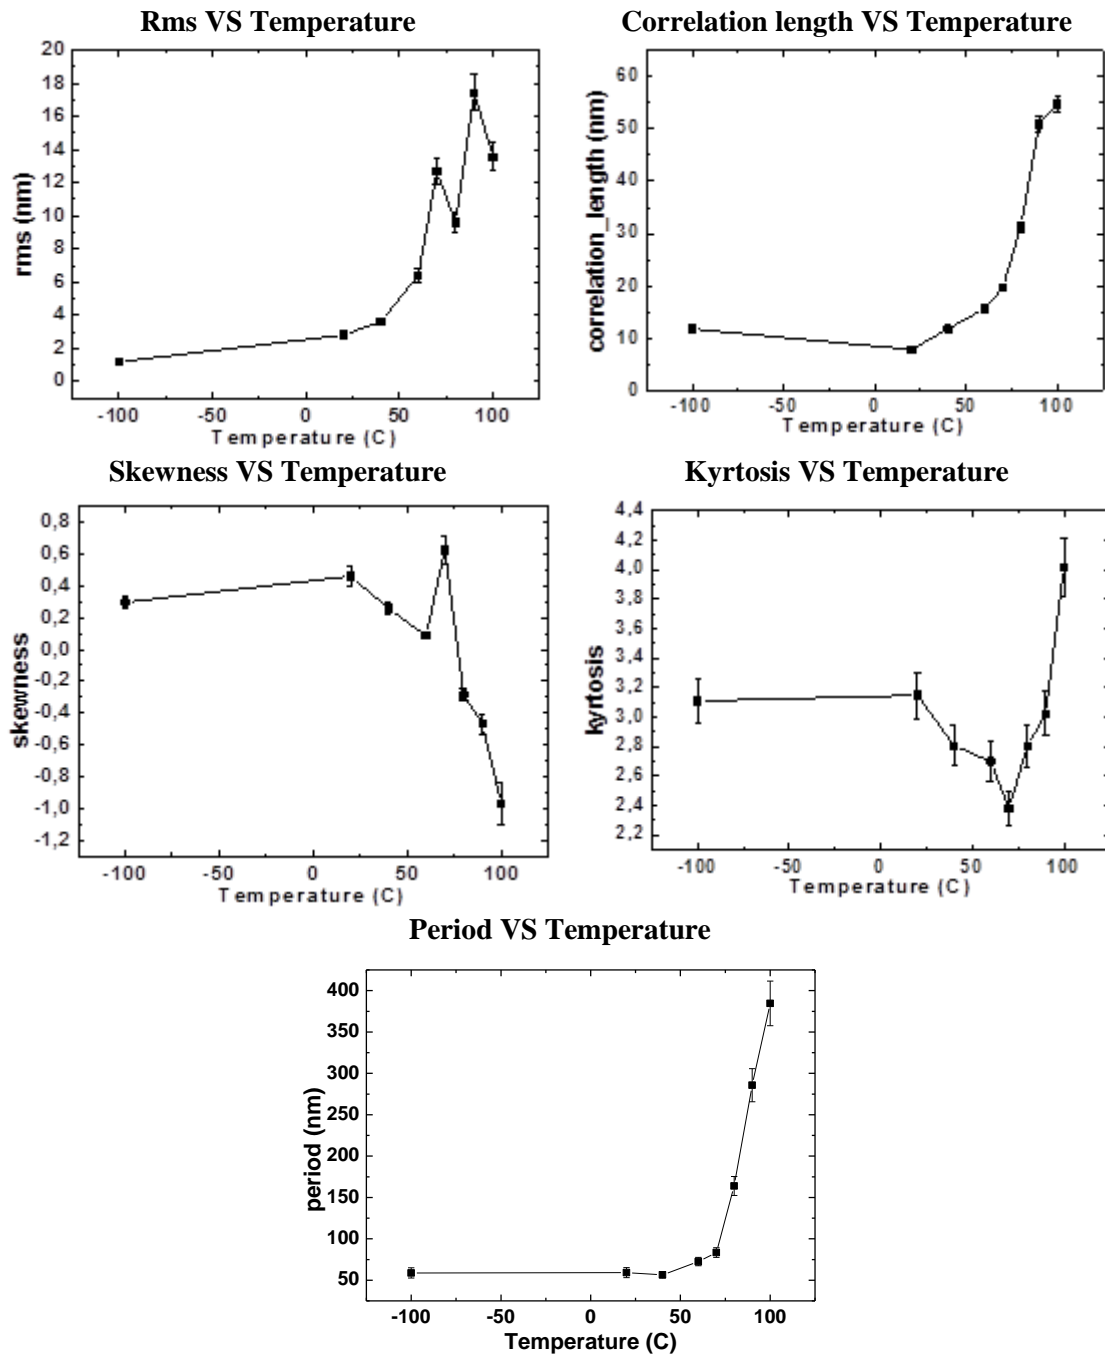 Rms VS Temperature
Correlation length VS Temperature
20
18
16
14
12
10
8
6
4
2
0
rms (nm)
-100 -50 0 50 100
Temperature (C)
60
50
40
30
20
10
0
correlation_length (nm)
-100 -50 0 50 100
Temperature (C)
Skewness VS Temperature
Kyrtosis VS Temperature
0,8
0,6
0,4
0,2
0,0
-0,2
-0,4
-0,6
-0,8
-1,0
-1,2
skewness
-100 -50 0 50 100
Temperature (C)
4,4
4,2
4,0
3,8
3,6
3,4
3,2
3,0
2,8
2,6
2,4
2,2
kyrtosis
-100 -50 0 50 100
Temperature (C)
Period VS Temperature
400
350
300
250
200
150
100
50
period (nm)
-100 -50 0 50 100
Temperature (C)